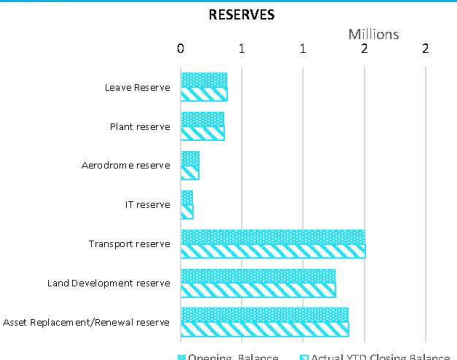 RESERVES
Millions
0 1 1 2 2
Leave Reserve
Plant reserve
Aerodrome reserve
IT reserve
Transport reserve
Land Development reserve
Asset Replacement/Renewal reserve
Opening Balance Actual YTD Closing Balance